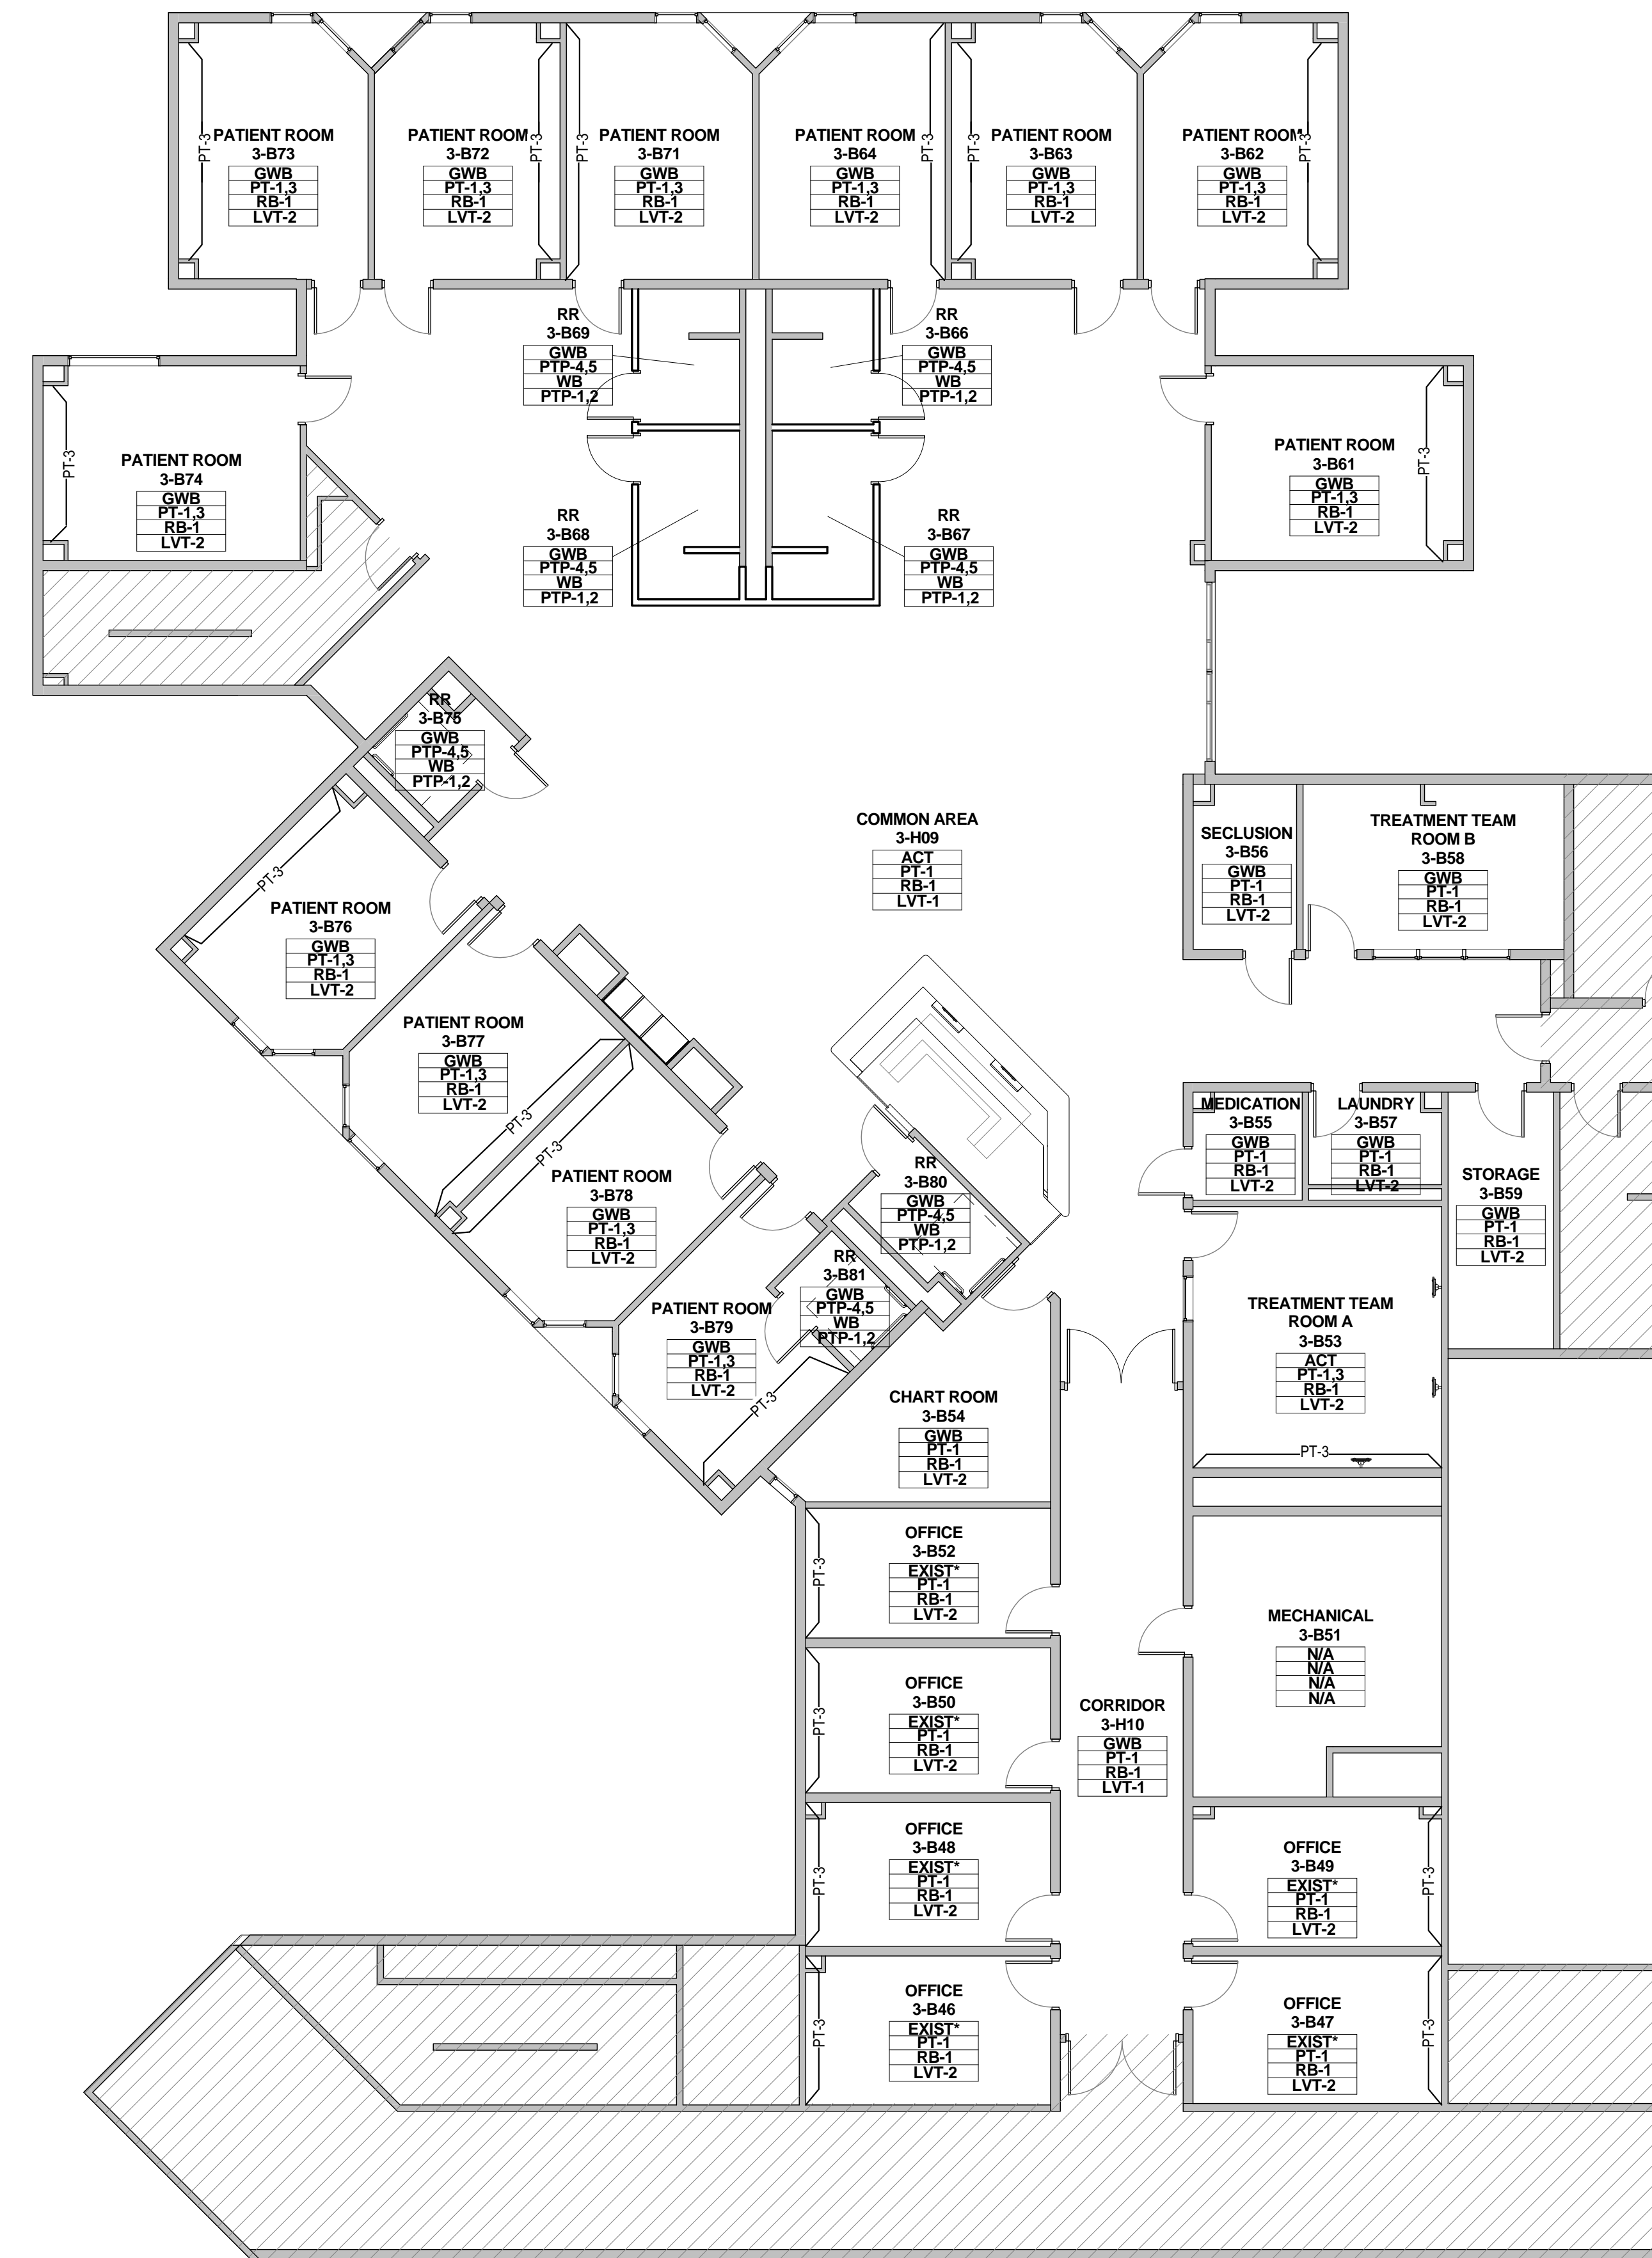 PATIENT ROOM
3-B73
GWB
PT-1,3
RB-1
LVT-2
PT-3
PATIENT ROOM
3-B72
GWB
PT-1,3
RB-1
LVT-2
PT-3
PATIENT ROOM
3-B71
GWB
PT-1,3
RB-1
LVT-2
PT-3
PATIENT ROOM
3-B64
GWB
PT-1,3
RB-1
LVT-2
PT-3
PATIENT ROOM
3-B63
GWB
PT-1,3
RB-1
LVT-2
PT-3
PATIENT ROOM
3-B62
GWB
PT-1,3
RB-1
LVT-2
PT-3
RR
3-B69
GWB
PTP-4,5
WB
PTP-1,2
RR
3-B66
GWB
PTP-4,5
WB
PTP-1,2
PATIENT ROOM
3-B74
GWB
PT-1,3
RB-1
LVT-2
PT-3
PATIENT ROOM
3-B61
GWB
PT-1,3
RB-1
LVT-2
PT-3
RR
3-B68
GWB
PTP-4,5
WB
PTP-1,2
RR
3-B67
GWB
PTP-4,5
WB
PTP-1,2
RR
3-B75
GWB
PTP-4,5
WB
PTP-1,2
COMMON AREA
3-H09
ACT
PT-1
RB-1
LVT-1
SECLUSION
3-B56
GWB
PT-1
RB-1
LVT-2
TREATMENT TEAM
ROOM B
3-B58
GWB
PT-1
RB-1
LVT-2
PT-3
PATIENT ROOM
3-B76
GWB
PT-1,3
RB-1
LVT-2
PATIENT ROOM
3-B77
GWB
PT-1,3
RB-1
LVT-2
PT-3
PT-3
PATIENT ROOM
3-B78
GWB
PT-1,3
RB-1
LVT-2
MEDICATION
3-B55
GWB
PT-1
RB-1
LVT-2
LAUNDRY
3-B57
GWB
PT-1
RB-1
LVT-2
STORAGE
3-B59
GWB
PT-1
RB-1
LVT-2
RR
3-B80
GWB
PTP-4,5
WB
PTP-1,2
RR
3-B81
GWB
PTP-4,5
WB
PTP-1,2
PATIENT ROOM
3-B79
GWB
PT-1,3
RB-1
LVT-2
PT-3
TREATMENT TEAM
ROOM A
3-B53
ACT
PT-1,3
RB-1
LVT-2
PT-3
CHART ROOM
3-B54
GWB
PT-1
RB-1
LVT-2
OFFICE
3-B52
EXIST*
PT-1
RB-1
LVT-2
PT-3
MECHANICAL
3-B51
N/A
N/A
N/A
N/A
OFFICE
3-B50
EXIST*
PT-1
RB-1
LVT-2
PT-3
CORRIDOR
3-H10
GWB
PT-1
RB-1
LVT-1
OFFICE
3-B48
EXIST*
PT-1
RB-1
LVT-2
PT-3
OFFICE
3-B49
EXIST*
PT-1
RB-1
LVT-2
PT-3
OFFICE
3-B46
EXIST*
PT-1
RB-1
LVT-2
PT-3
OFFICE
3-B47
EXIST*
PT-1
RB-1
LVT-2
PT-3